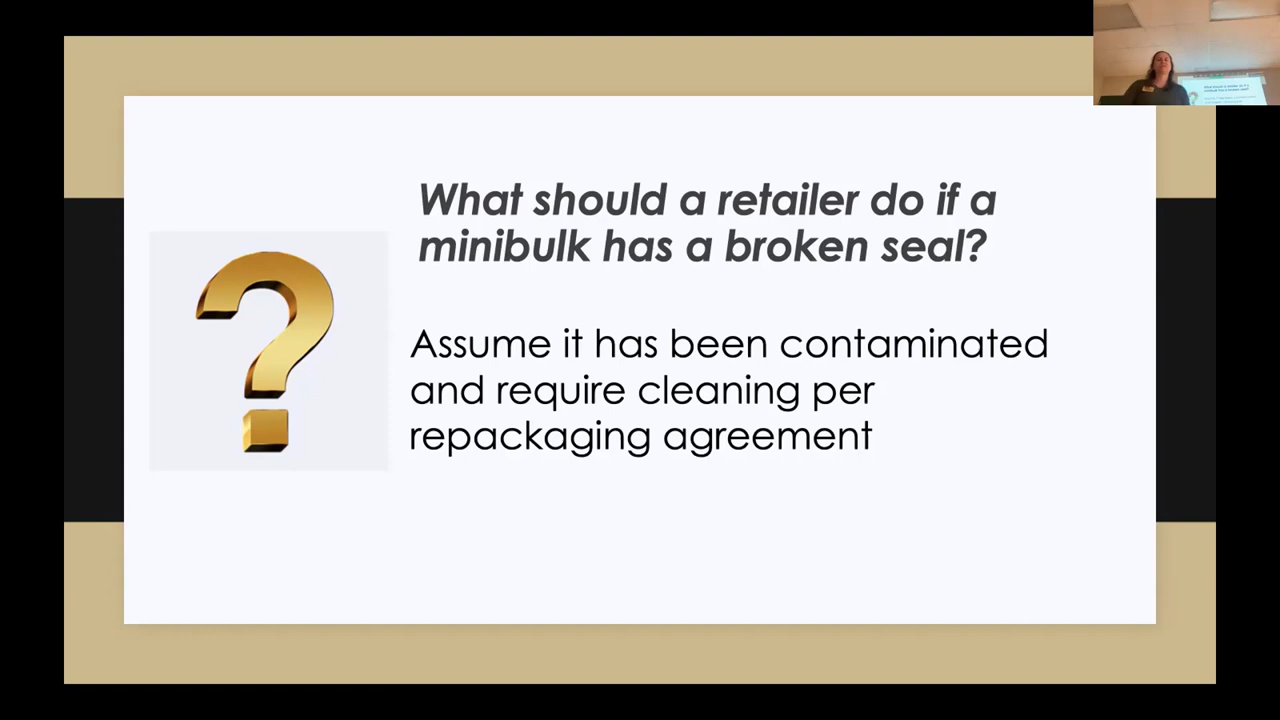 What should a retailer do if a
minibulk has a broken seal?
Assume it has been contaminated
and require cleaning per
repackaging agreement